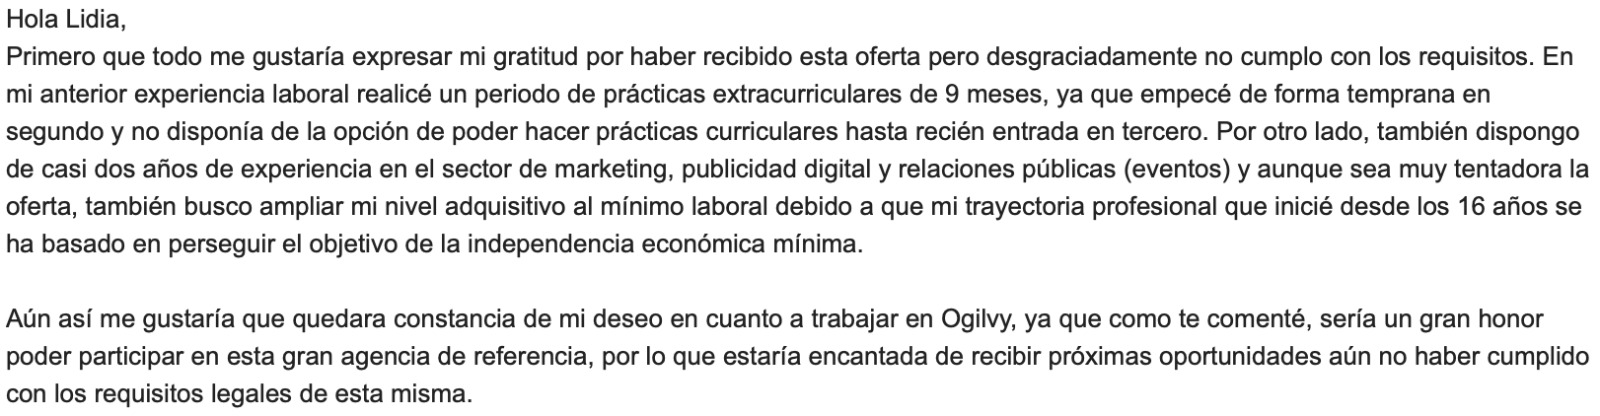 Hola Lidia,
Primero que todo me gustaría expresar mi gratitud por haber recibido esta oferta pero desgraciadamente no cumplo con los requisitos. En
mi anterior experiencia laboral realicé un periodo de prácticas extracurriculares de 9 meses, ya que empecé de forma temprana en
segundo y no disponía de la opción de poder hacer prácticas curriculares hasta recién entrada en tercero. Por otro lado, también dispongo
de casi dos años de experiencia en el sector de marketing, publicidad digital y relaciones públicas (eventos) y aunque sea muy tentadora la
oferta, también busco ampliar mi nivel adquisitivo al mínimo laboral debido a que mi trayectoria profesional que inicié desde los 16 años se
ha basado en perseguir el objetivo de la independencia económica mínima.

Aún así me gustaría que quedara constancia de mi deseo en cuanto a trabajar en Ogilvy, ya que como te comenté, sería un gran honor
poder participar en esta gran agencia de referencia, por lo que estaría encantada de recibir próximas oportunidades aún no haber cumplido
con los requisitos legales de esta misma.